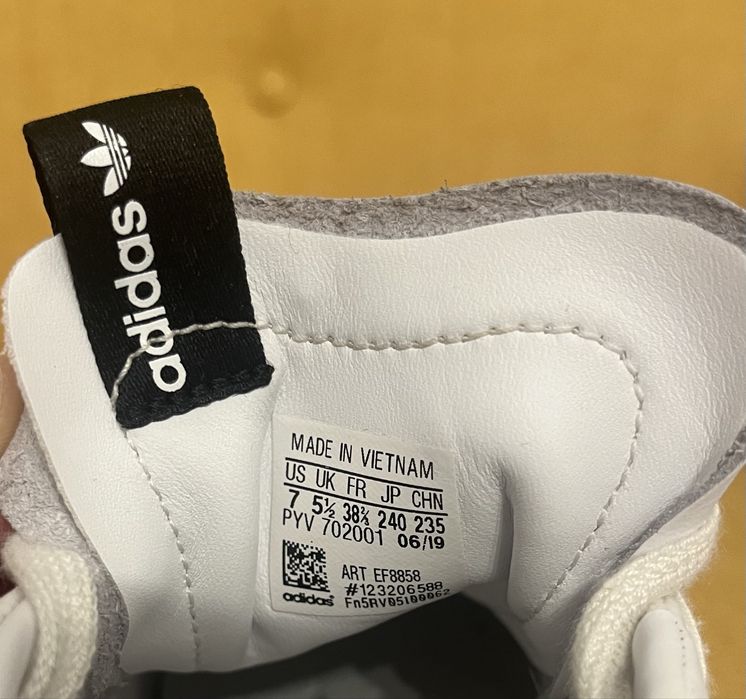 adidas
MADE IN VIETNAM
US UK FR JP CHN
7 5½ 38⅔ 240 235
PYV 702001 06/19
ART EF8858
#123206588
adidas Fn5RV05100062